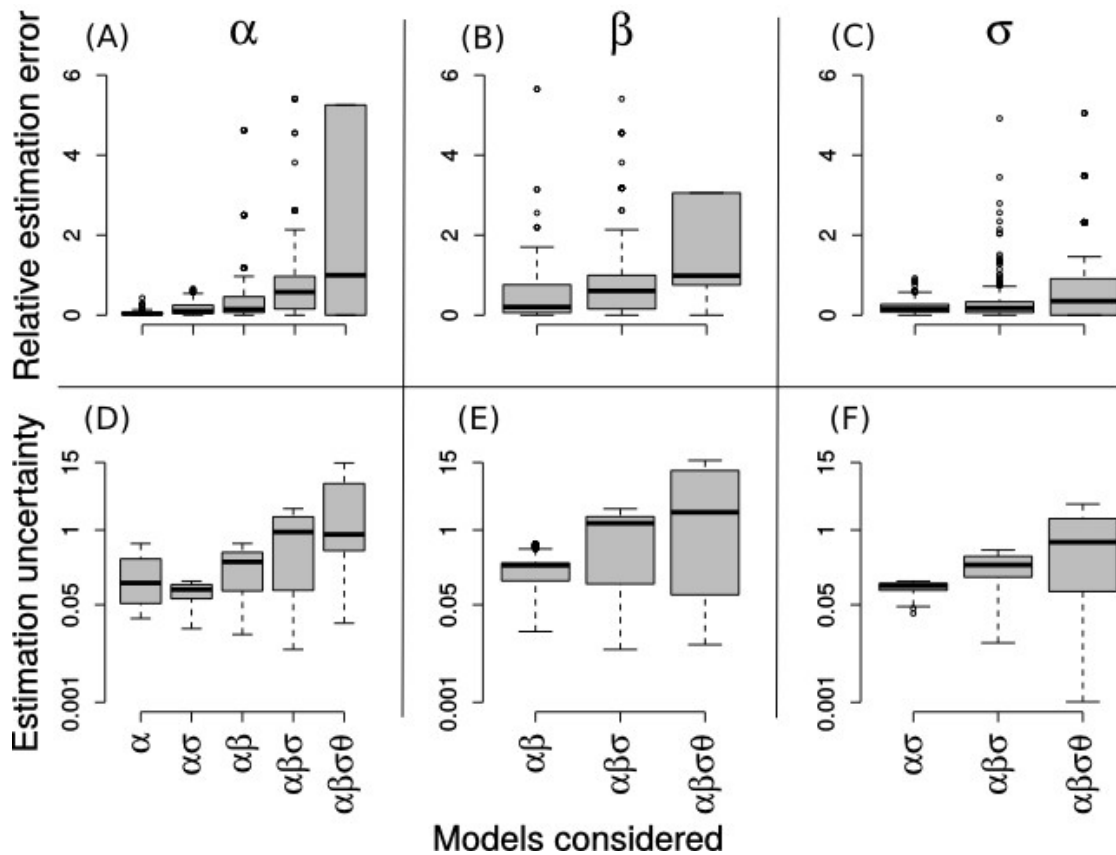 (A) α (B) β (C) σ
Relative estimation error
6 6 6
4 4 4
2 2 2
0 0 0
(D) (E) (F)
Estimation uncertainty
15 15 15
1 1 1
0.05 0.05 0.05
0.001 0.001 0.001
α ασ αβ αβσ αβσθ αβ αβσ αβσθ ασ αβσ αβσθ
Models considered